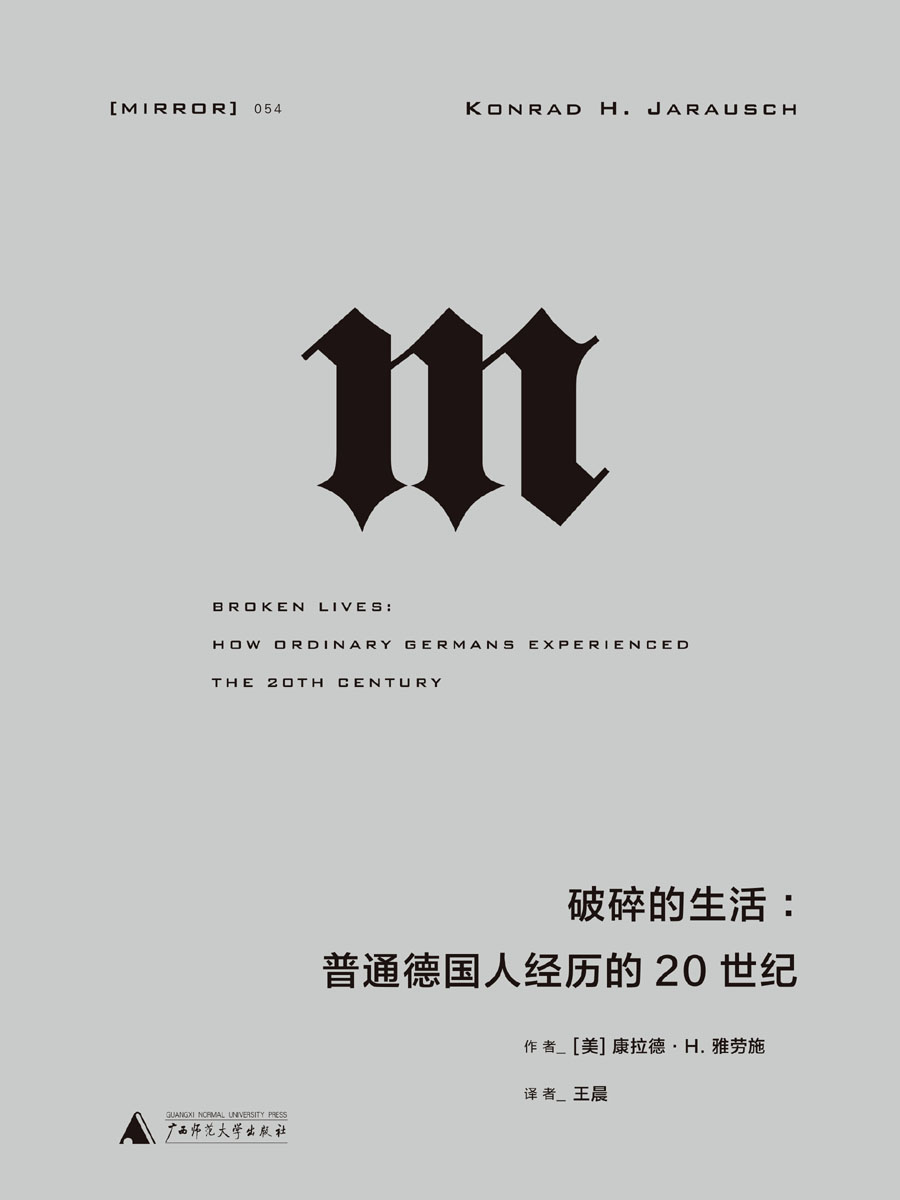 [MIRROR] 054
KONRAD H. JARAUSCH
m
BROKEN LIVES:
HOW ORDINARY GERMANS EXPERIENCED
THE 20TH CENTURY
破碎的生活：
普通德国人经历的 20 世纪
作者_ [美] 康拉德·H. 雅劳施
译者_ 王晨
GUANGXI NORMAL UNIVERSITY PRESS
广西师范大学出版社